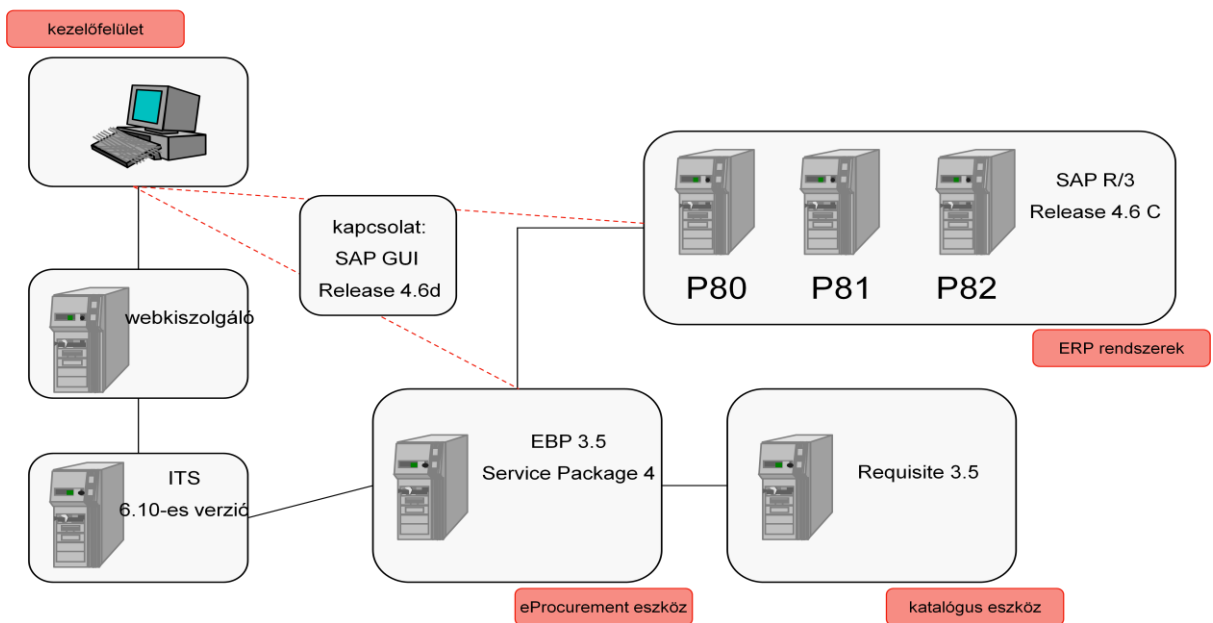 kezelőfelület
kapcsolat:
SAP GUI
Release 4.6d
SAP R/3
Release 4.6 C
P80
P81
P82
ERP rendszerek
webkiszolgáló
ITS
6.10-es verzió
EBP 3.5
Service Package 4
eProcurement eszköz
Requisite 3.5
katalógus eszköz